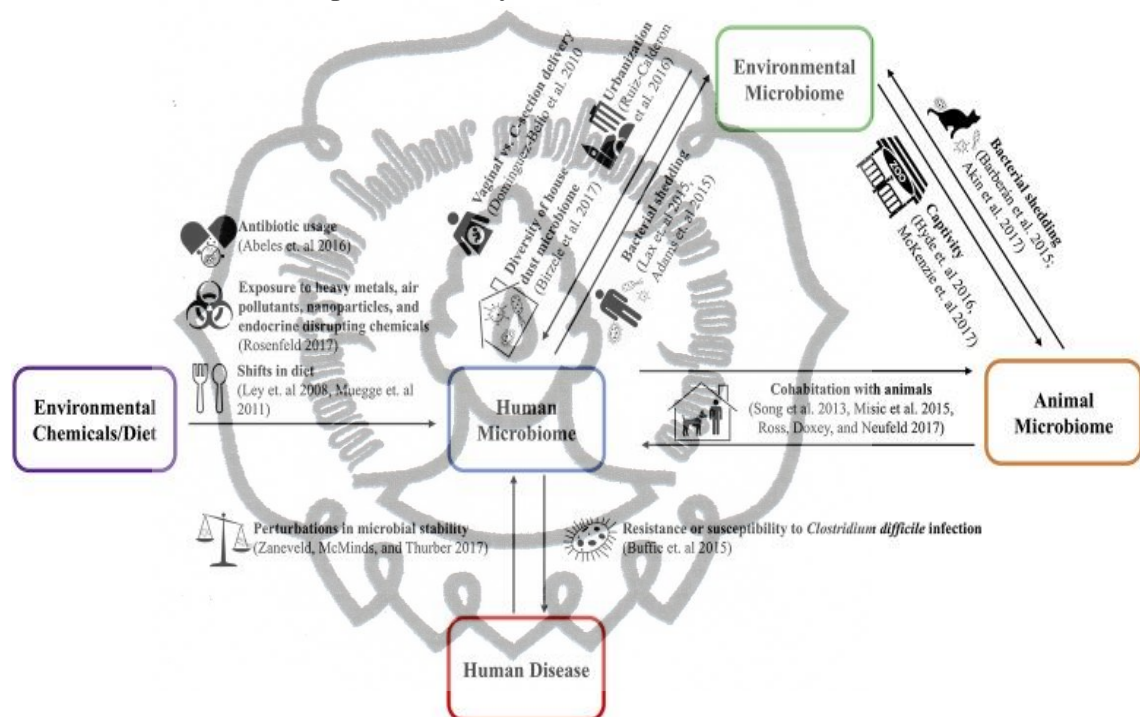 Environmental
Microbiome
Vaginal vs. C-section delivery
(Dominguez-Bello et. al. 2010
Urbanization
(Ruiz-Calderon
et al. 2016)
Diversity of house
dust microbiome
(Birzele et al. 2017)
Bacterial shedding
(Lax et. al 2015,
Adams et. al 2015)
Bacterial shedding
(Barberán et al. 2015;
Akin et al. 2017)
ZOO
Captivity
(Hyde et. al 2016,
McKenzie et. al 2017)
Antibiotic usage
(Abeles et. al 2016)
Exposure to heavy metals, air
pollutants, nanoparticles, and
endocrine disrupting chemicals
(Rosenfeld 2017)
Shifts in diet
(Ley et. al 2008, Muegge et. al
2011)
Environmental
Chemicals/Diet
Human
Microbiome
Cohabitation with animals
(Song et al. 2013, Misic et al. 2015,
Ross, Doxey, and Neufeld 2017)
Animal
Microbiome
Perturbations in microbial stability
(Zaneveld, McMinds, and Thurber 2017)
Resistance or susceptibility to Clostridium difficile infection
(Buffie et. al 2015)
Human Disease